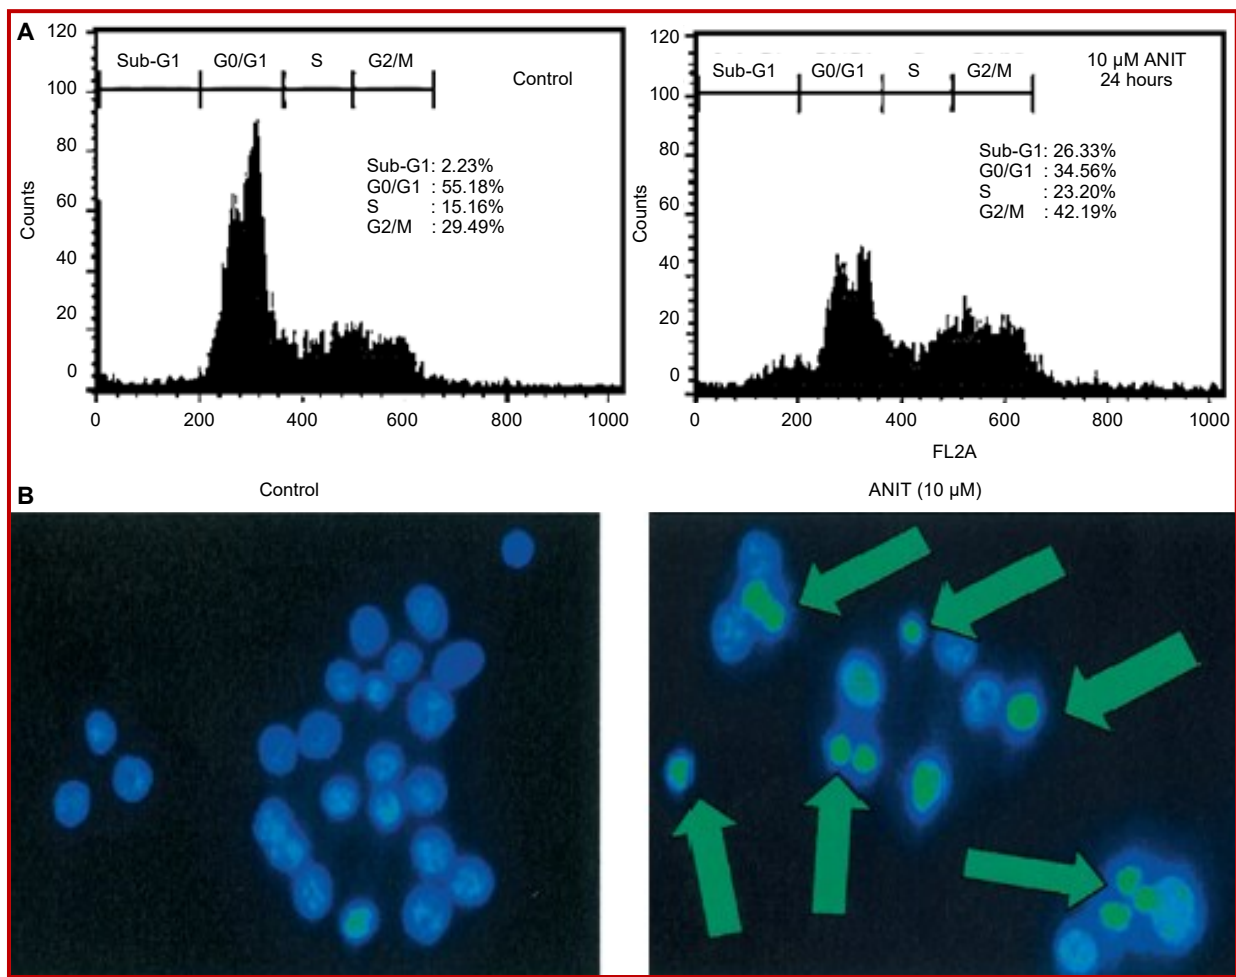 A
120
100
80
60
40
20
0
Counts
Sub-G1 G0/G1 S G2/M
Control
Sub-G1: 2.23%
G0/G1 : 55.18%
S : 15.16%
G2/M : 29.49%
0 200 400 600 800 1000
120
100
80
60
40
20
0
Counts
Sub-G1 G0/G1 S G2/M
10 µM ANIT
24 hours
Sub-G1: 26.33%
G0/G1 : 34.56%
S : 23.20%
G2/M : 42.19%
0 200 400 600 800 1000
FL2A
B
Control
ANIT (10 µM)